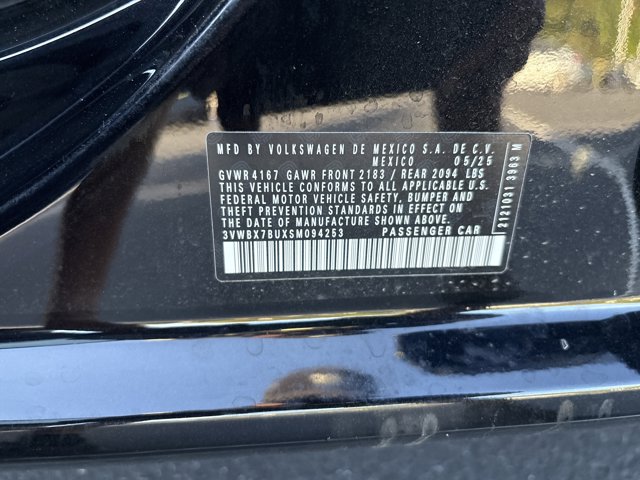 MFD BY VOLKSWAGEN DE MEXICO S.A. DE C.V.
MEXICO 05/25
GVWR 4167 GAWR FRONT 2183 / REAR 2094 LBS
THIS VEHICLE CONFORMS TO ALL APPLICABLE U.S.
FEDERAL MOTOR VEHICLE SAFETY, BUMPER AND
THEFT PREVENTION STANDARDS IN EFFECT ON
THE DATE OF MANUFACTURE SHOWN ABOVE.
3VWBX7BUXSM094253 PASSENGER CAR
2121031 3963 M